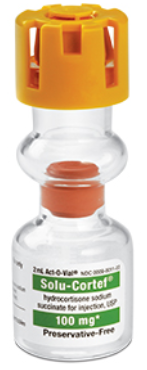 2 mL Act-O-Vial®
Solu-Cortef®
hydrocortisone sodium
succinate for injection, USP
100 mg*
Preservative-Free